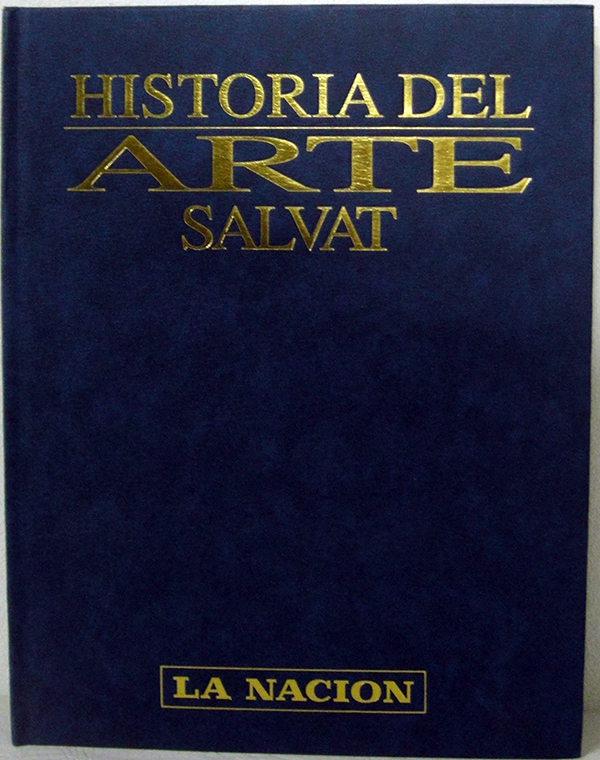 HISTORIA DEL
ARTE
SALVAT
LA NACION